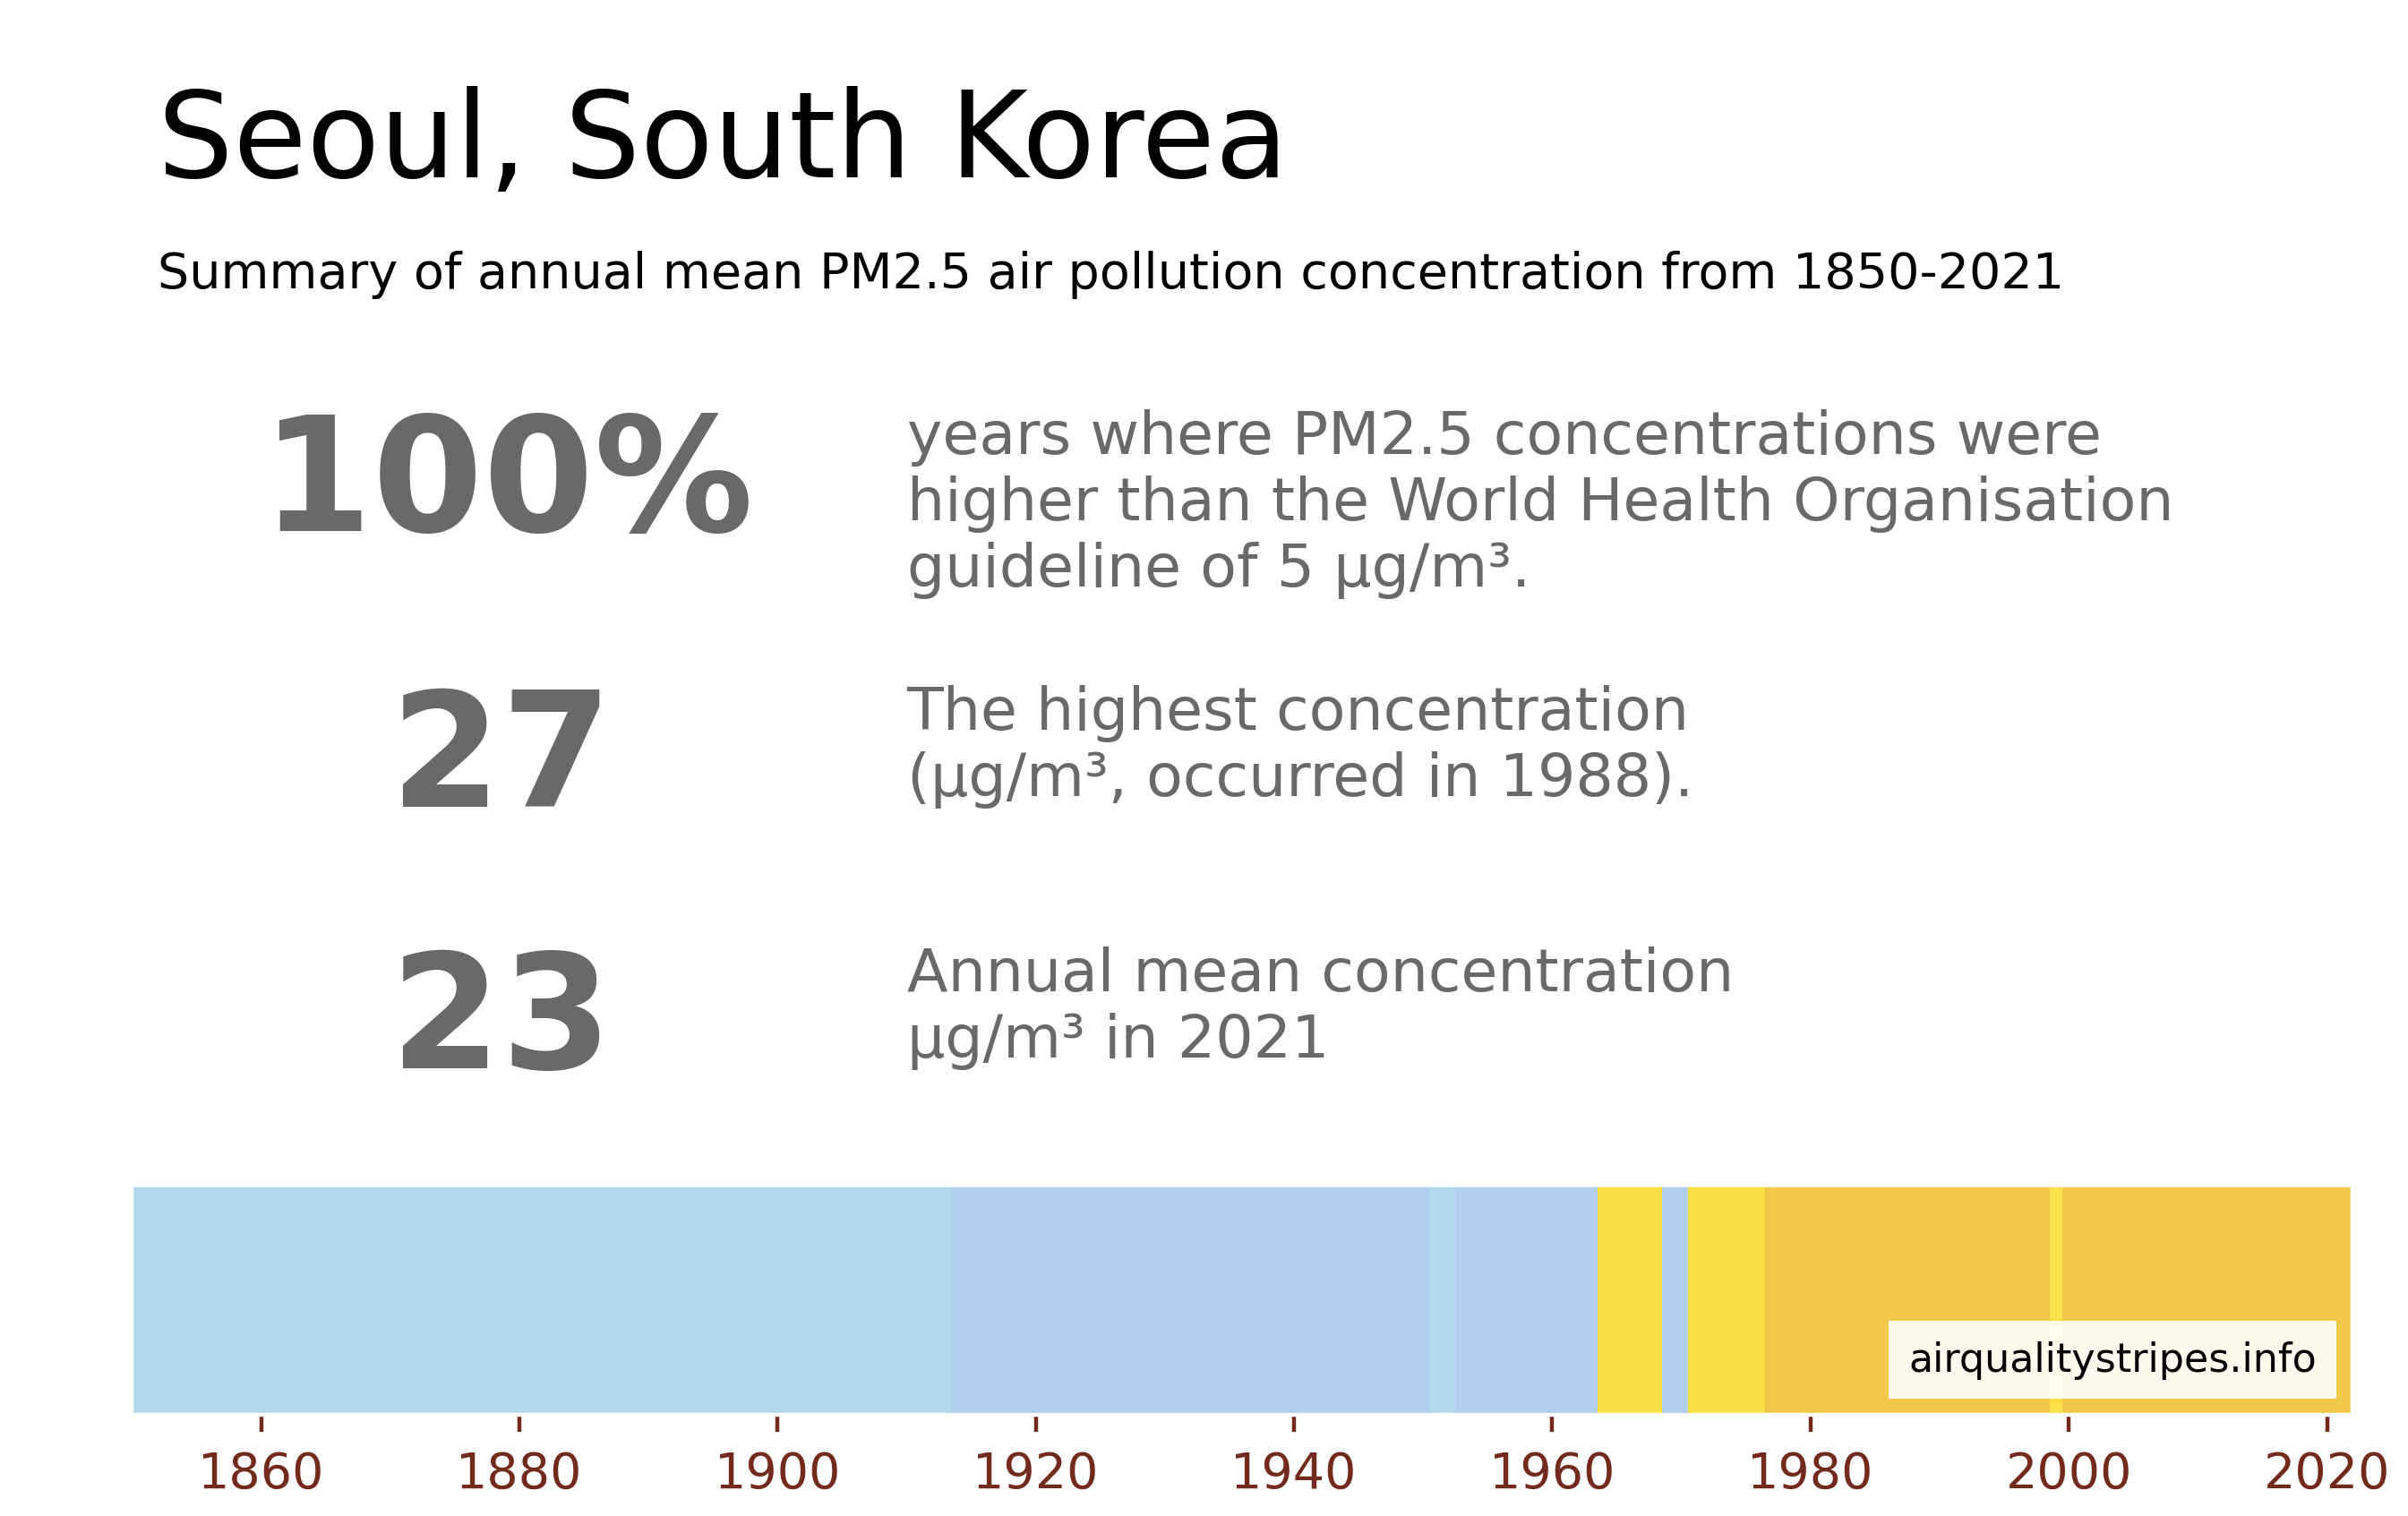 Seoul, South Korea
Summary of annual mean PM2.5 air pollution concentration from 1850-2021
100%
years where PM2.5 concentrations were
higher than the World Health Organisation
guideline of 5 µg/m³.
27
The highest concentration
(µg/m³, occurred in 1988).
23
Annual mean concentration
µg/m³ in 2021
airqualitystripes.info
1860 1880 1900 1920 1940 1960 1980 2000 2020